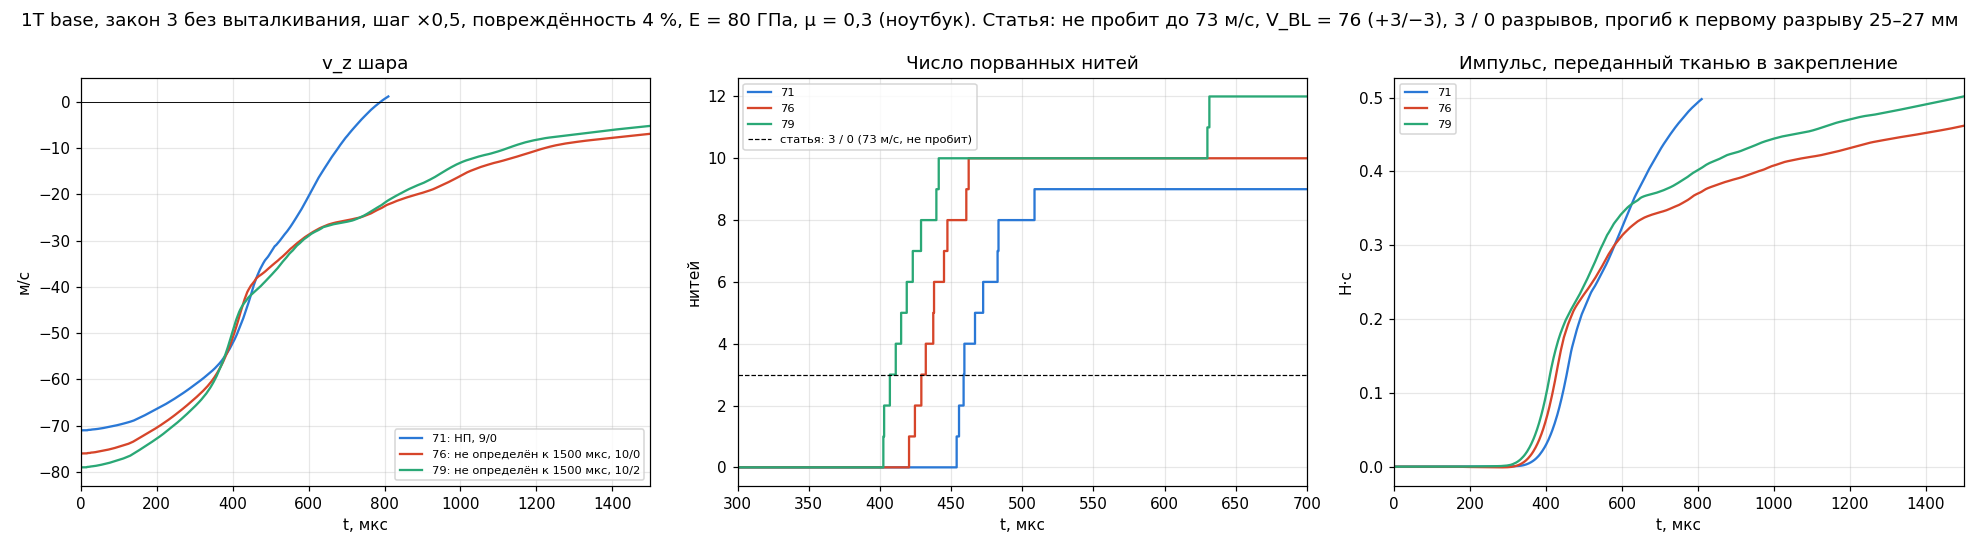 1T base, закон 3 без выталкивания, шаг ×0,5, повреждённость 4 %, E = 80 ГПа, μ = 0,3 (ноутбук). Статья: не пробит до 73 м/с, V_BL = 76 (+3/−3), 3 / 0 разрывов, прогиб к первому разрыву 25–27 мм
v_z шара
0
−10
−20
−30
−40
−50
−60
−70
−80
м/с
71: НП, 9/0
76: не определён к 1500 мкс, 10/0
79: не определён к 1500 мкс, 10/2
0 200 400 600 800 1000 1200 1400
t, мкс
Число порванных нитей
71
76
79
статья: 3 / 0 (73 м/с, не пробит)
12
10
8
6
4
2
0
нитей
300 350 400 450 500 550 600 650 700
t, мкс
Импульс, переданный тканью в закрепление
71
76
79
0.5
0.4
0.3
0.2
0.1
0.0
Н·с
0 200 400 600 800 1000 1200 1400
t, мкс